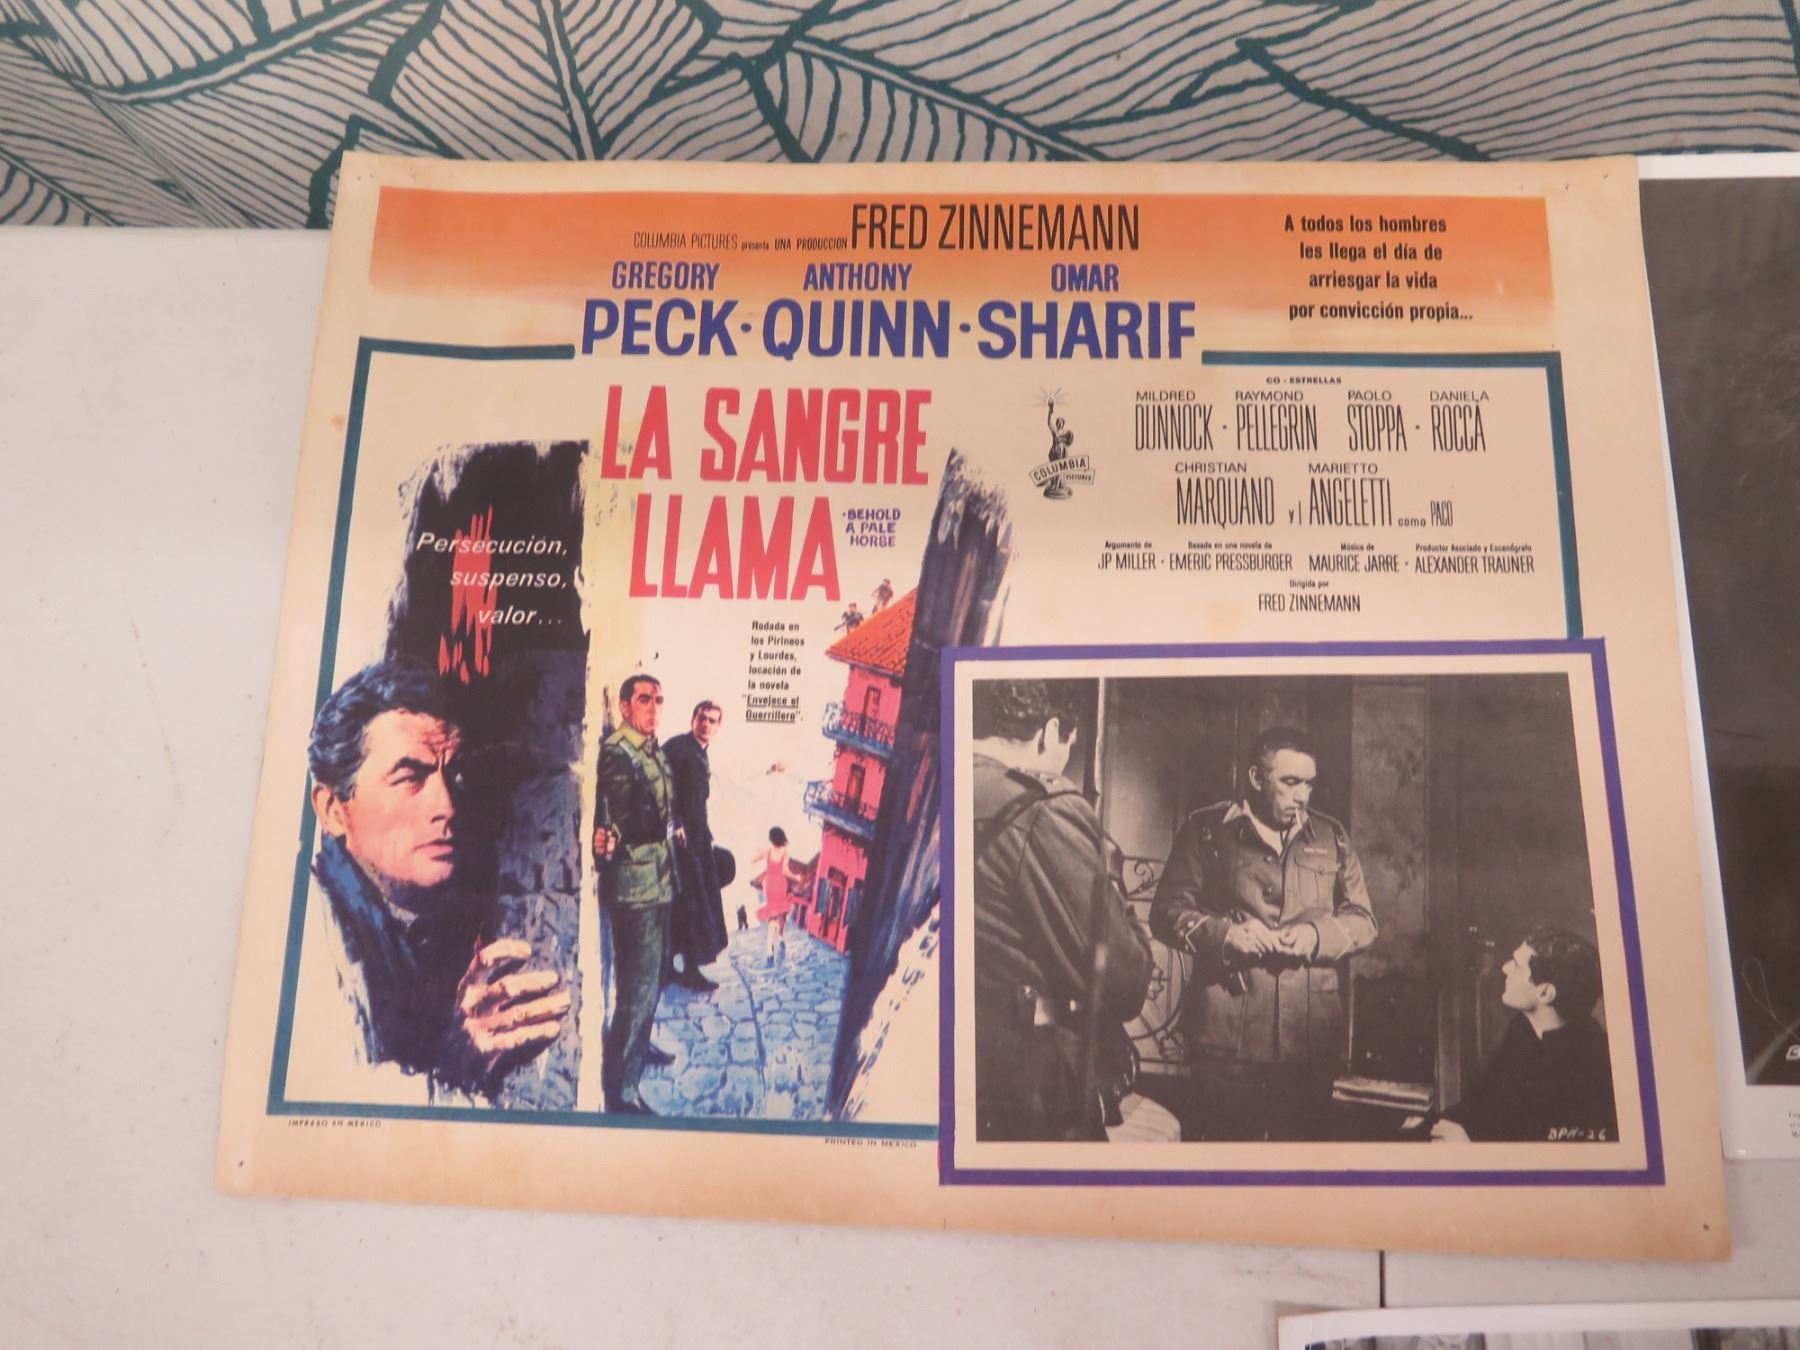 COLUMBIA PICTURES presenta UNA PRODUCCION FRED ZINNEMANN
GREGORY ANTHONY OMAR
PECK · QUINN · SHARIF
A todos los hombres
les llega el día de
arriesgar la vida
por convicción propia...
LA SANGRE
LLAMA
·BEHOLD
A PALE
HORSE
Persecución,
suspenso,
valor...
Rodada en
los Pirineos
y Lourdes,
locación de
la novela
"Envejece el
Guerrillero".
COLUMBIA
PICTURES
CO-ESTRELLAS
MILDRED RAYMOND PAOLO DANIELA
DUNNOCK · PELLEGRIN STOPPA · ROCCA
CHRISTIAN MARIETTO
MARQUAND y ANGELETTI como PACO
Argumento de Basada en una novela de Música de Productor Asociado y Escenógrafo
JP MILLER · EMERIC PRESSBURGER MAURICE JARRE · ALEXANDER TRAUNER
Dirigida por
FRED ZINNEMANN
BPH-26
IMPRESO EN MEXICO
PRINTED IN MEXICO